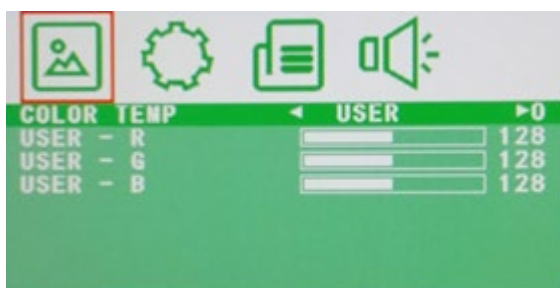 COLOR TEMP ◄ USER ►0
USER - R 128
USER - G 128
USER - B 128